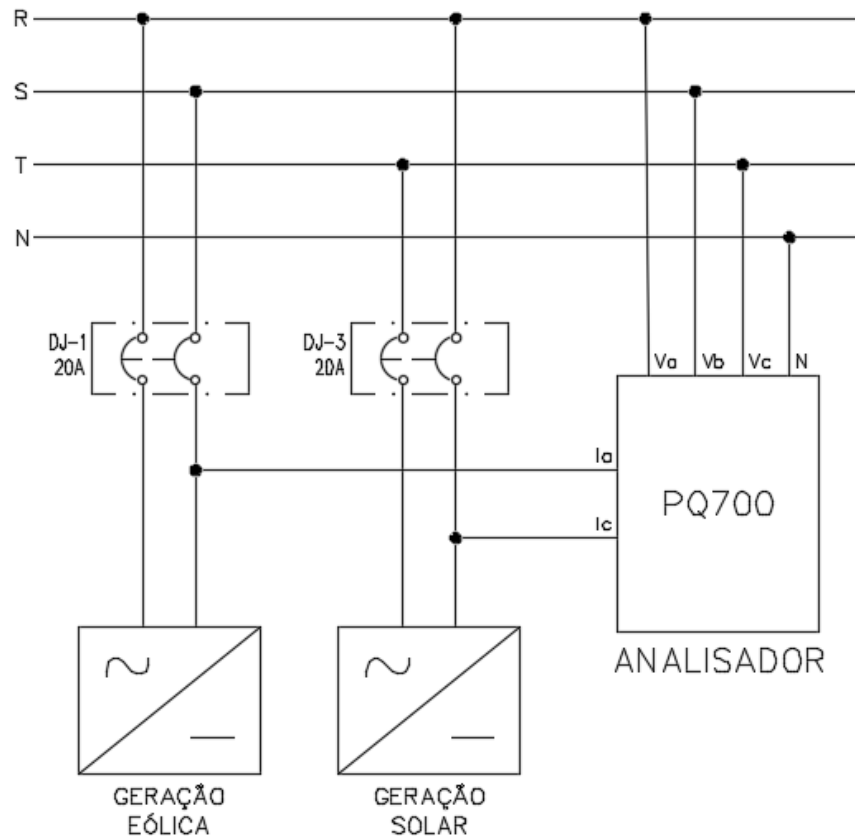 R
S
T
N
DJ-1
20A
DJ-3
20A
Va
Vb
Vc
N
Ia
Ic
PQ700
ANALISADOR
GERAÇÃO
EÓLICA
GERAÇÃO
SOLAR